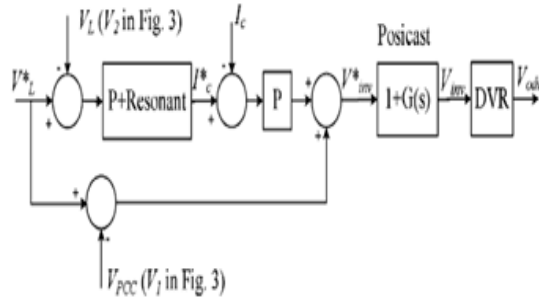 V_L (V_2 in Fig. 3)
I_c
Posicast
V*_L
P+Resonant
I*_c
P
V*_inv
1+G(s)
V_inv
DVR
V_PCC (V_1 in Fig. 3)